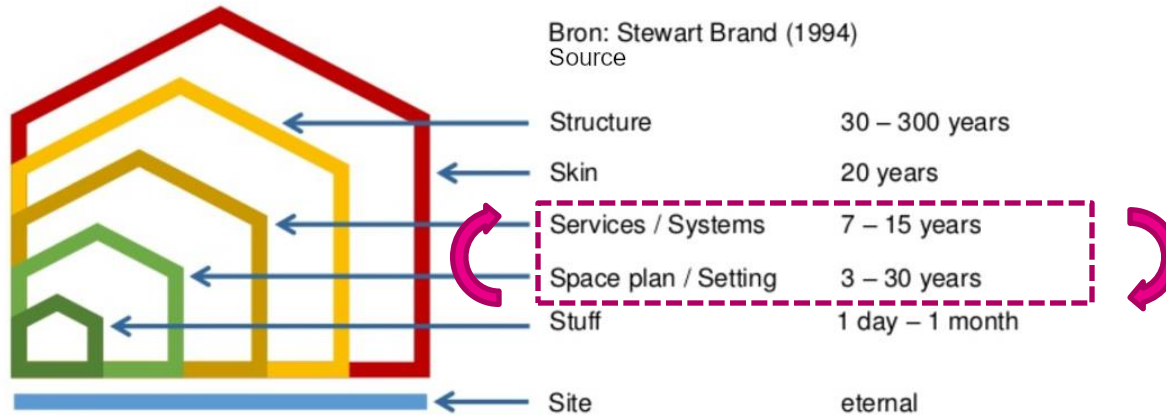 Bron: Stewart Brand (1994)
Source
Structure 30 – 300 years
Skin 20 years
Services / Systems 7 – 15 years
Space plan / Setting 3 – 30 years
Stuff 1 day – 1 month
Site eternal